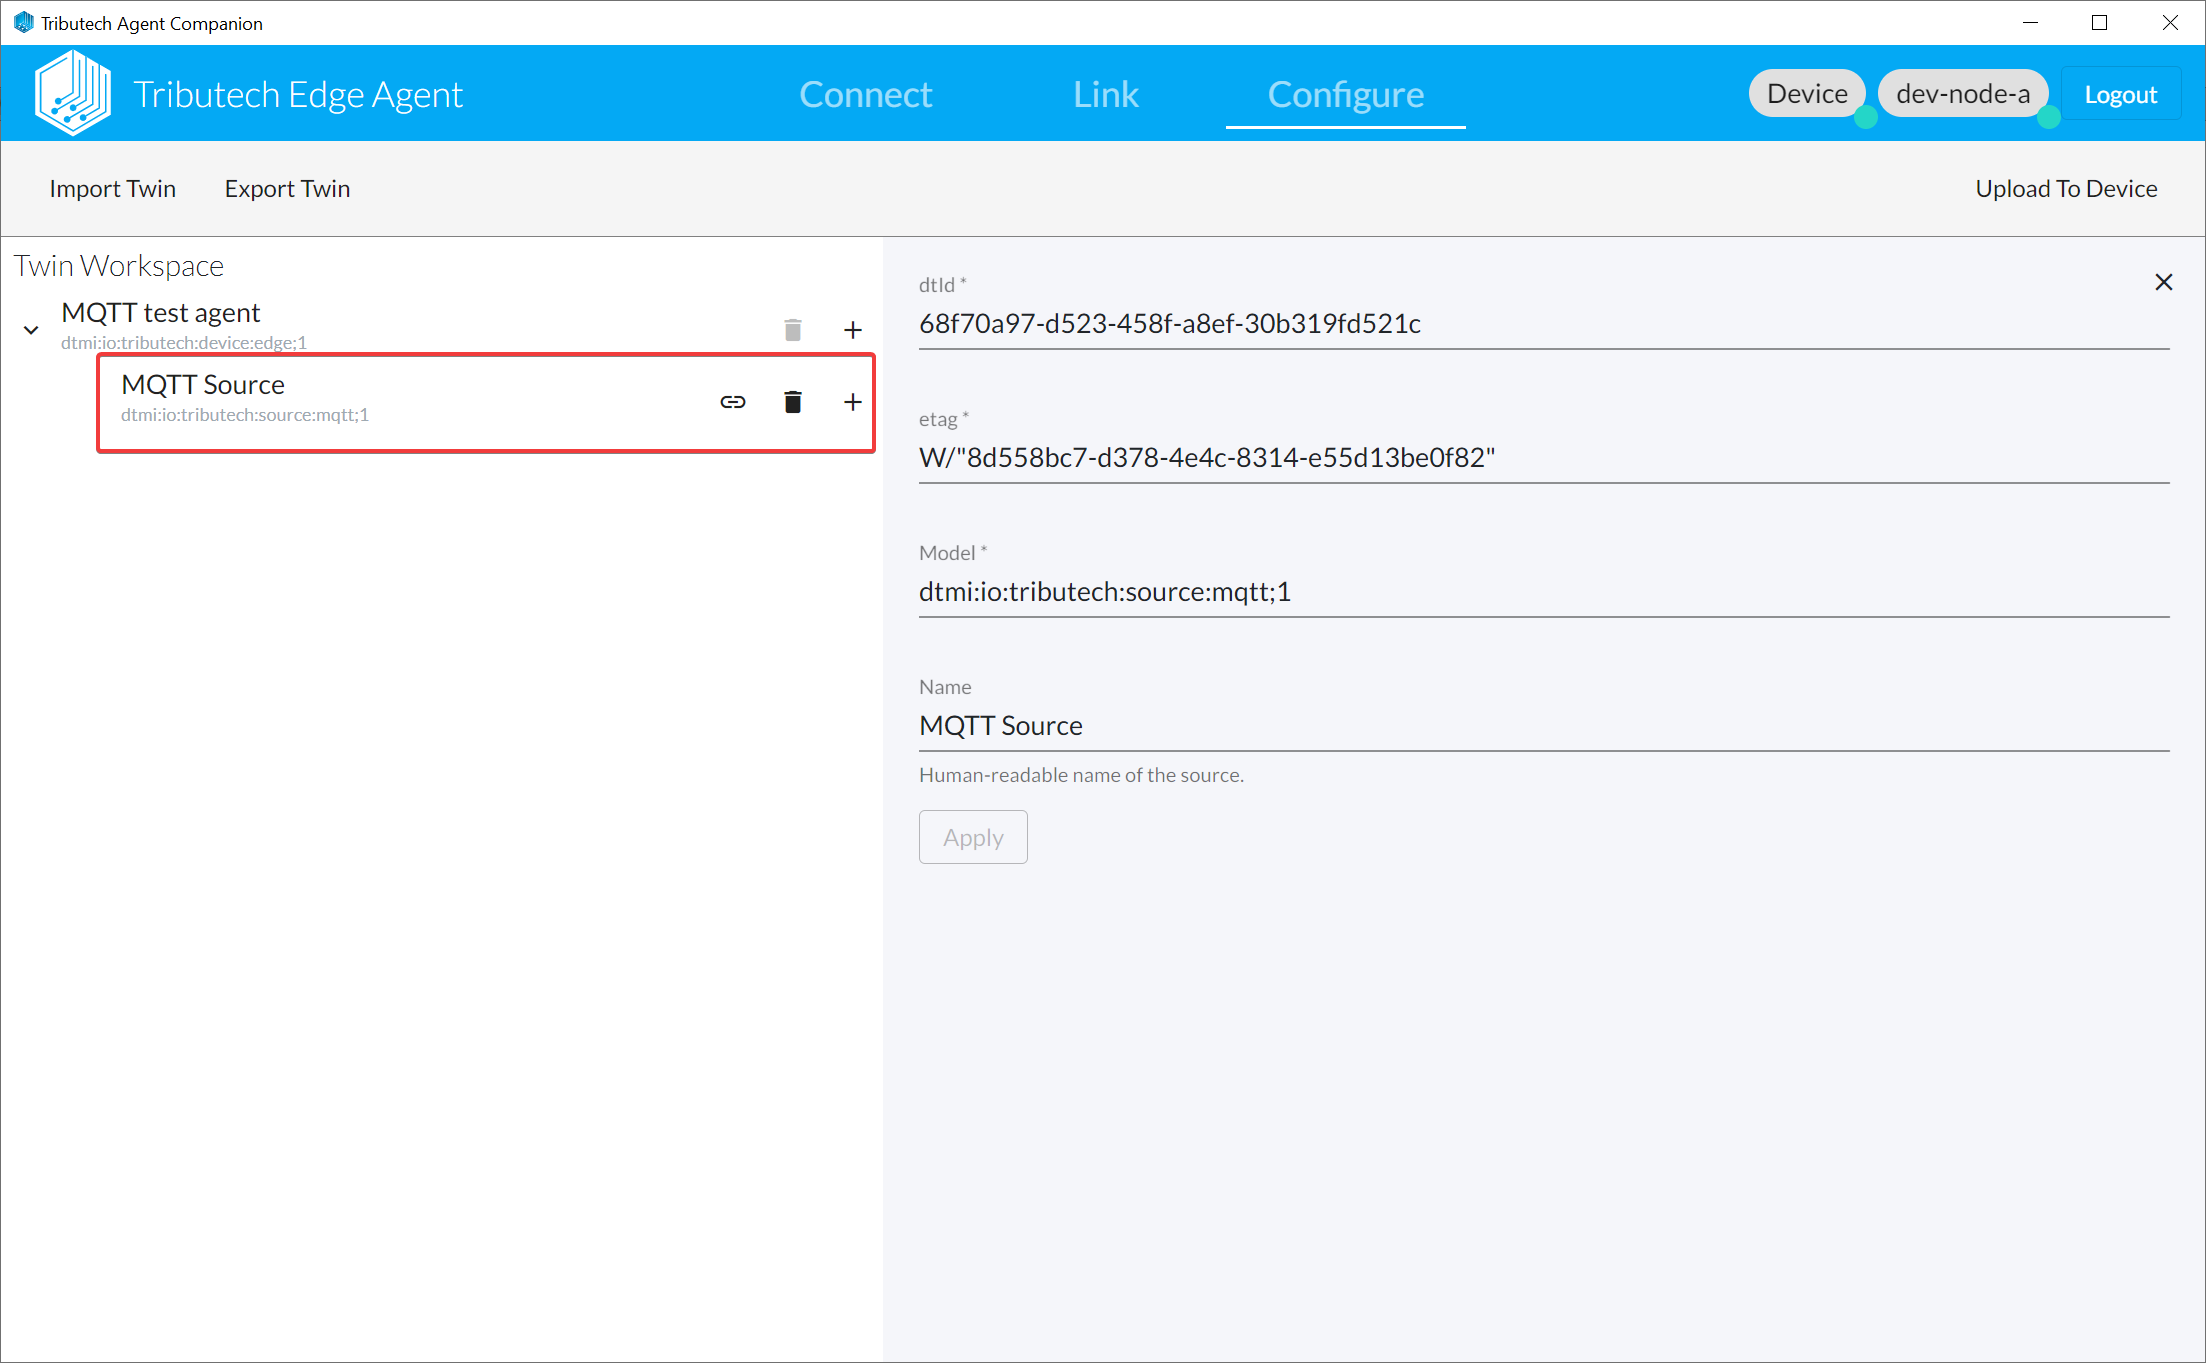 Tributech Agent Companion
Tributech Edge Agent
Connect
Link
Configure
Device
dev-node-a
Logout
Import Twin
Export Twin
Upload To Device
Twin Workspace
MQTT test agent
dtmi:io:tributech:device:edge;1
MQTT Source
dtmi:io:tributech:source:mqtt;1
dtId *
68f70a97-d523-458f-a8ef-30b319fd521c
etag *
W/"8d558bc7-d378-4e4c-8314-e55d13be0f82"
Model *
dtmi:io:tributech:source:mqtt;1
Name
MQTT Source
Human-readable name of the source.
Apply